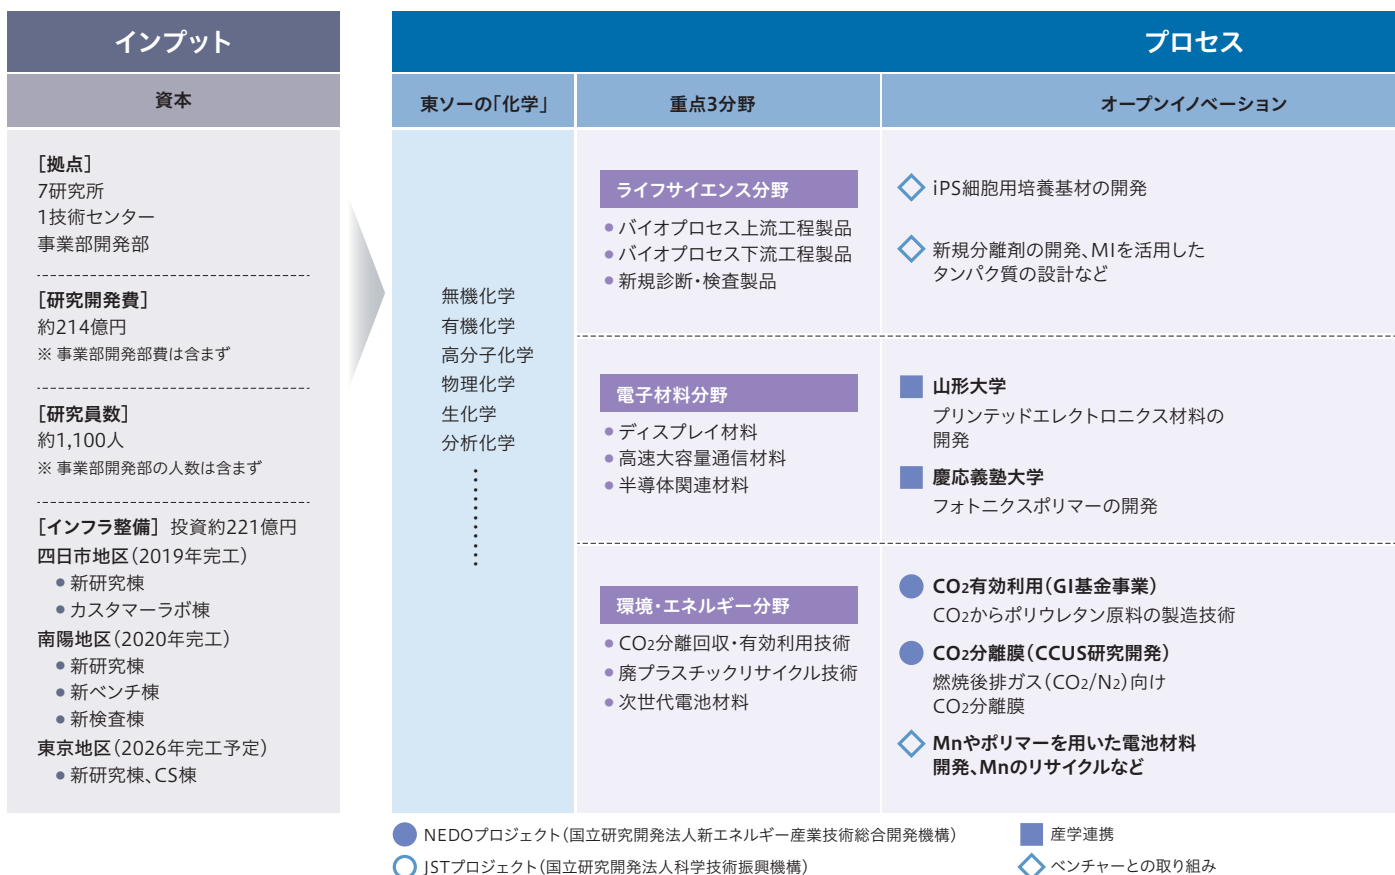 インプット
資本
［拠点］
7研究所
1技術センター
事業部開発部
［研究開発費］
約214億円
※ 事業部開発部費は含まず
［研究員数］
約1,100人
※ 事業部開発部の人数は含まず
［インフラ整備］ 投資約221億円
四日市地区（2019年完工）
● 新研究棟
● カスタマーラボ棟
南陽地区（2020年完工）
● 新研究棟
● 新ベンチ棟
● 新検査棟
東京地区（2026年完工予定）
● 新研究棟、CS棟
プロセス
東ソーの「化学」
無機化学
有機化学
高分子化学
物理化学
生化学
分析化学
重点3分野
オープンイノベーション
ライフサイエンス分野
● バイオプロセス上流工程製品
● バイオプロセス下流工程製品
● 新規診断・検査製品
iPS細胞用培養基材の開発
新規分離剤の開発、MIを活用した
タンパク質の設計など
電子材料分野
● ディスプレイ材料
● 高速大容量通信材料
● 半導体関連材料
山形大学
プリンテッドエレクトロニクス材料の
開発
慶応義塾大学
フォトニクスポリマーの開発
環境・エネルギー分野
● CO2分離回収・有効利用技術
● 廃プラスチックリサイクル技術
● 次世代電池材料
CO2有効利用（GI基金事業）
CO2からポリウレタン原料の製造技術
CO2分離膜（CCUS研究開発）
燃焼後排ガス（CO2/N2）向け
CO2分離膜
Mnやポリマーを用いた電池材料
開発、Mnのリサイクルなど
NEDOプロジェクト（国立研究開発法人新エネルギー産業技術総合開発機構）
JSTプロジェクト（国立研究開発法人科学技術振興機構）
産学連携
ベンチャーとの取り組み